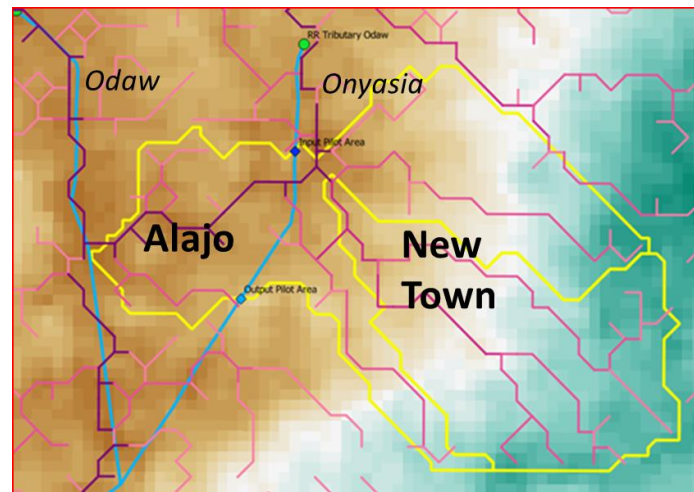 RR Tributary Odaw
Odaw
Onyasia
Input Pilot Area
Alajo
New
Town
Output Pilot Area